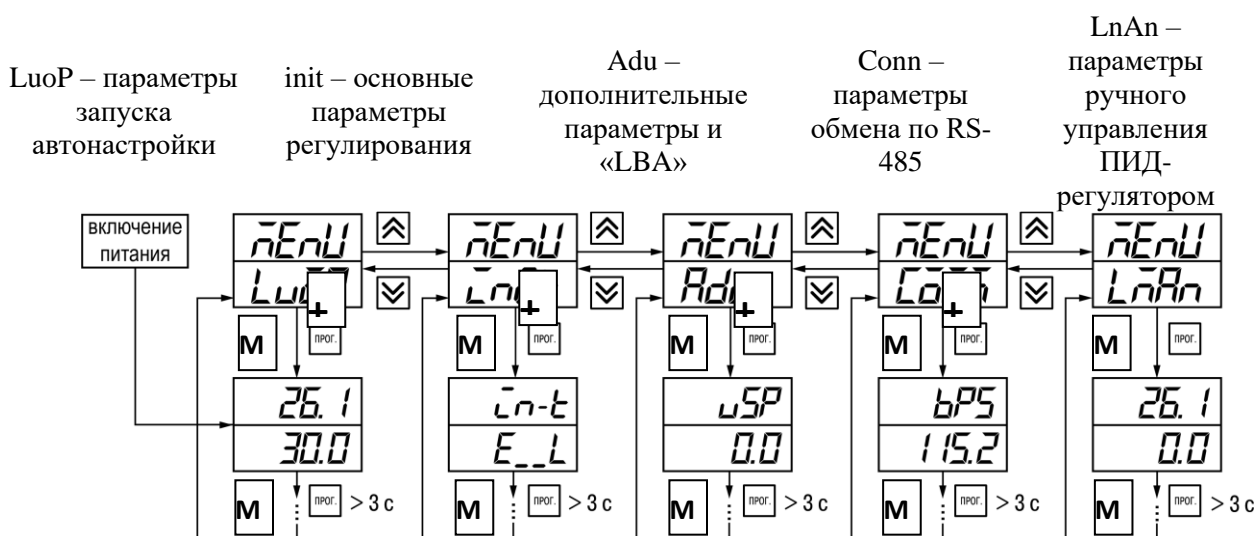 LuoP – параметры
запуска
автонастройки
init – основные
параметры
регулирования
Adu –
дополнительные
параметры и
«LBA»
Conn –
параметры
обмена по RS-
485
LnAn –
параметры
ручного
управления
ПИД-
регулятором
включение
питания
nEnU
nEnU
nEnU
nEnU
nEnU
LnAn
+
+
+
+
М
ПРОГ.
М
ПРОГ.
М
ПРОГ.
М
ПРОГ.
ПРОГ.
26.1
30.0
in-t
E__L
uSP
0.0
bPS
115.2
26.1
0.0
М
ПРОГ. > 3 с
М
ПРОГ. > 3 с
М
ПРОГ. > 3 с
М
ПРОГ. > 3 с
ПРОГ. > 3 с